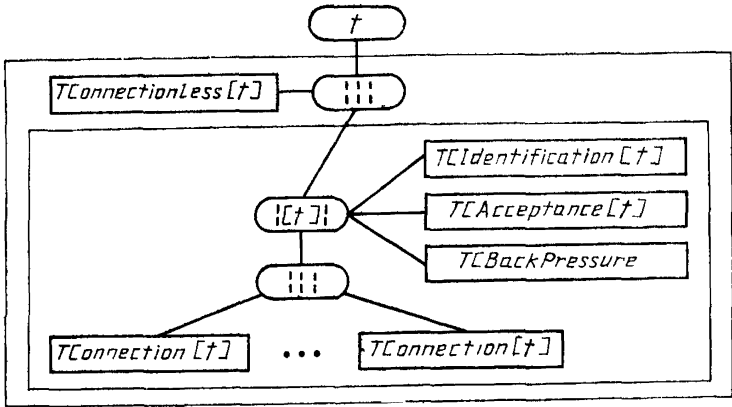 t
TConnectionless[t]
|||
TCIdentification[t]
|[t]|
TCAcceptance[t]
TCBackPressure
|||
TConnection[t]
•••
TConnection[t]